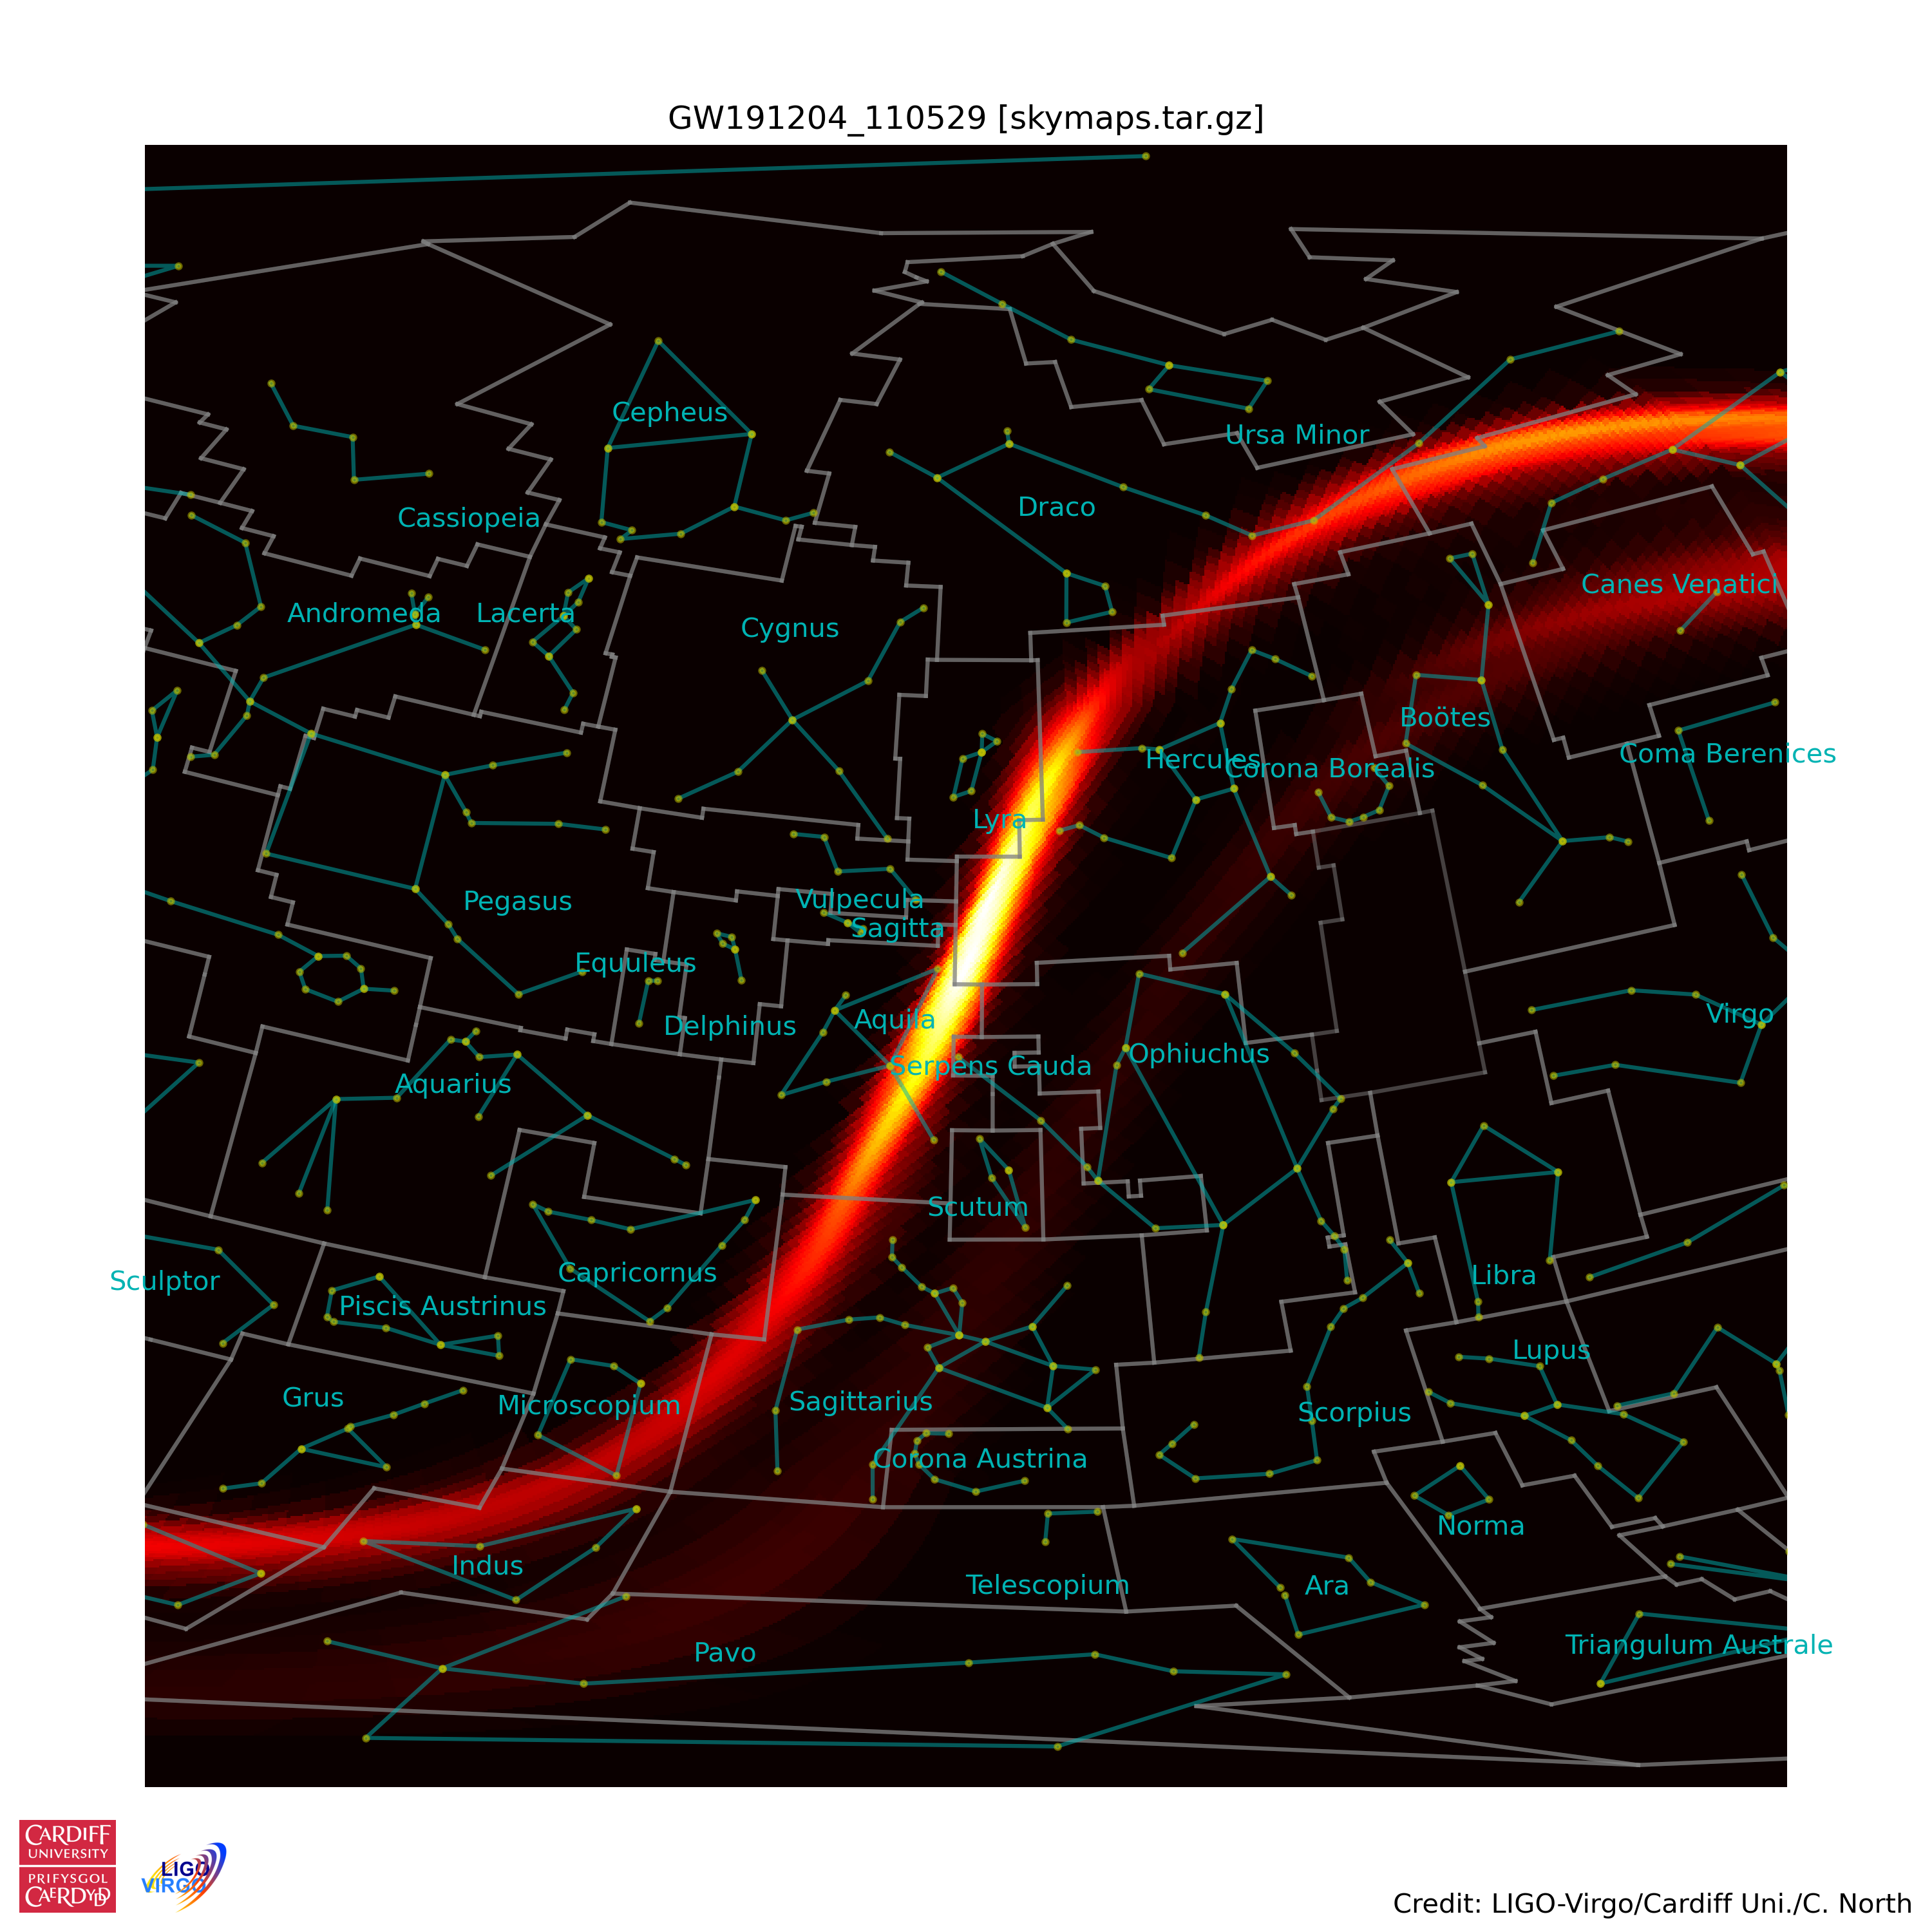 GW191204_110529 [skymaps.tar.gz]
Cepheus
Ursa Minor
Draco
Cassiopeia
Canes Venatici
Andromeda
Lacerta
Cygnus
Boötes
Coma Berenices
Hercules
Corona Borealis
Lyra
Vulpecula
Pegasus
Sagitta
Equuleus
Virgo
Aquila
Delphinus
Ophiuchus
Serpens Cauda
Aquarius
Scutum
Capricornus
Libra
Sculptor
Piscis Austrinus
Lupus
Grus
Sagittarius
Microscopium
Scorpius
Corona Austrina
Norma
Indus
Telescopium
Ara
Triangulum Australe
Pavo
CARDIFF
UNIVERSITY
PRIFYSGOL
CAERDYDD
LIGO
VIRGO
Credit: LIGO-Virgo/Cardiff Uni./C. North